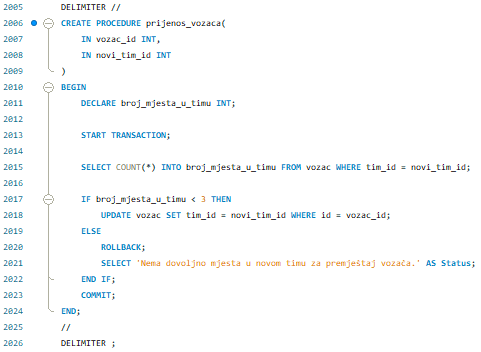 2005 DELIMITER //
2006 CREATE PROCEDURE prijenos_vozaca(
2007     IN vozac_id INT,
2008     IN novi_tim_id INT
2009 )
2010 BEGIN
2011     DECLARE broj_mjesta_u_timu INT;
2012
2013     START TRANSACTION;
2014
2015     SELECT COUNT(*) INTO broj_mjesta_u_timu FROM vozac WHERE tim_id = novi_tim_id;
2016
2017     IF broj_mjesta_u_timu < 3 THEN
2018         UPDATE vozac SET tim_id = novi_tim_id WHERE id = vozac_id;
2019     ELSE
2020         ROLLBACK;
2021         SELECT 'Nema dovoljno mjesta u novom timu za premještaj vozača.' AS Status;
2022     END IF;
2023     COMMIT;
2024 END;
2025 //
2026 DELIMITER ;